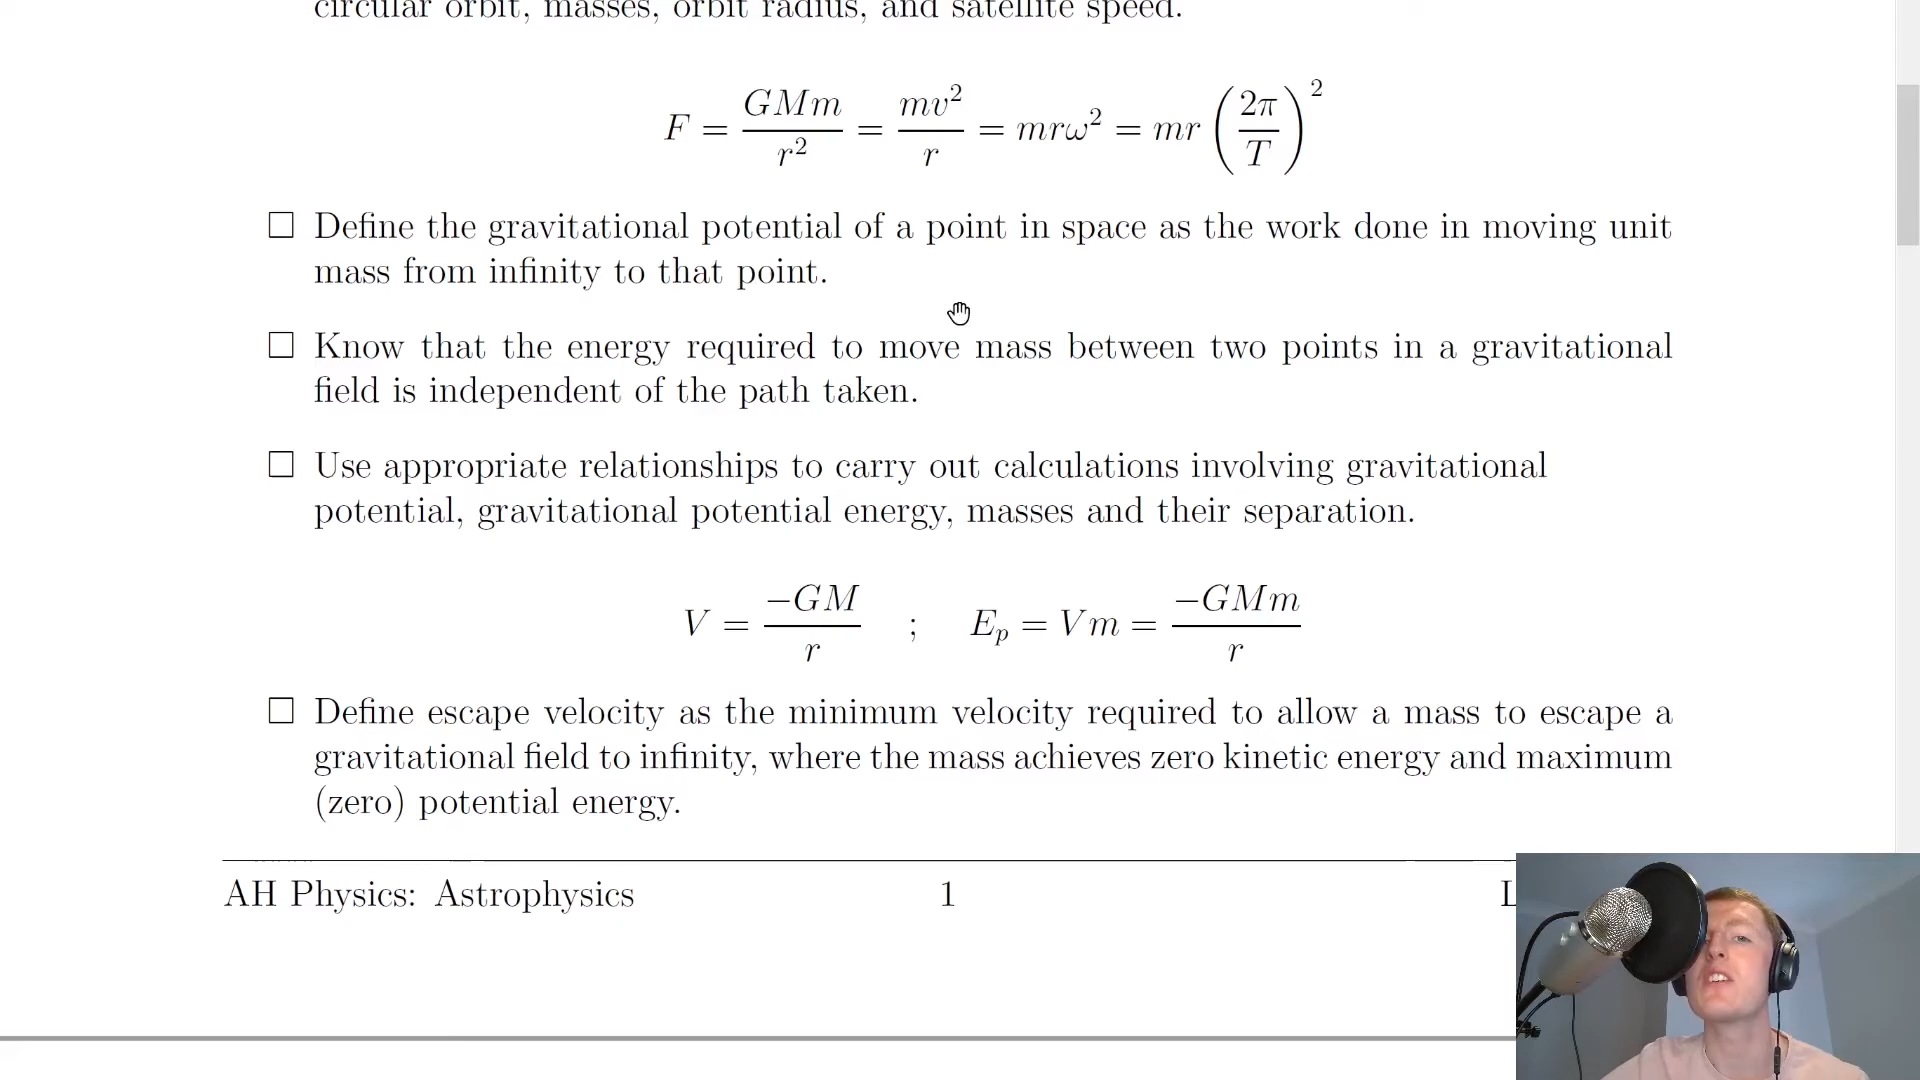 circular orbit, masses, orbit radius, and satellite speed.
F = GMm/r² = mv²/r = mrω² = mr(2π/T)²
☐ Define the gravitational potential of a point in space as the work done in moving unit
mass from infinity to that point.
☐ Know that the energy required to move mass between two points in a gravitational
field is independent of the path taken.
☐ Use appropriate relationships to carry out calculations involving gravitational
potential, gravitational potential energy, masses and their separation.
V = −GM/r ; Eₚ = Vm = −GMm/r
☐ Define escape velocity as the minimum velocity required to allow a mass to escape a
gravitational field to infinity, where the mass achieves zero kinetic energy and maximum
(zero) potential energy.
AH Physics: Astrophysics 1